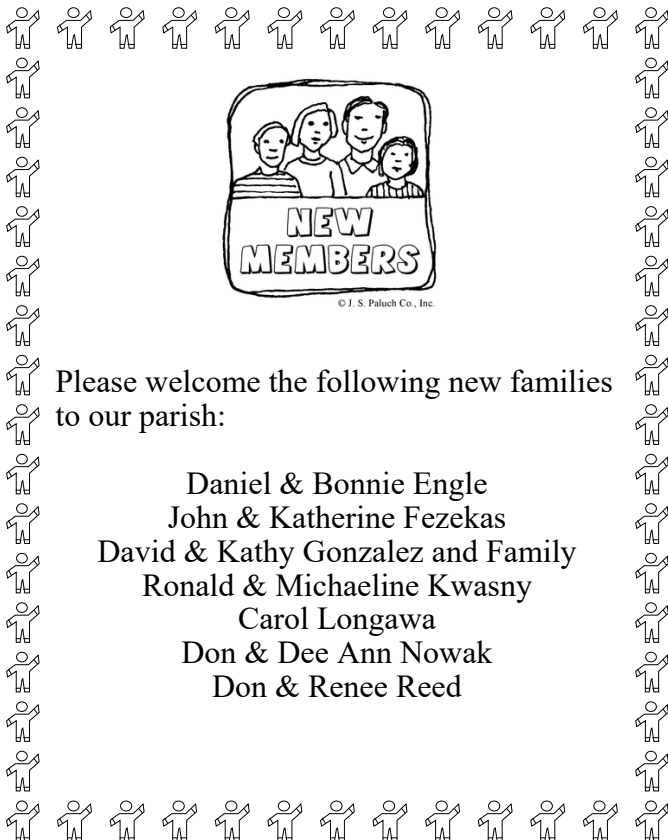 NEW
MEMBERS
© J. S. Paluch Co., Inc.
Please welcome the following new families
to our parish:
Daniel & Bonnie Engle
John & Katherine Fezekas
David & Kathy Gonzalez and Family
Ronald & Michaeline Kwasny
Carol Longawa
Don & Dee Ann Nowak
Don & Renee Reed